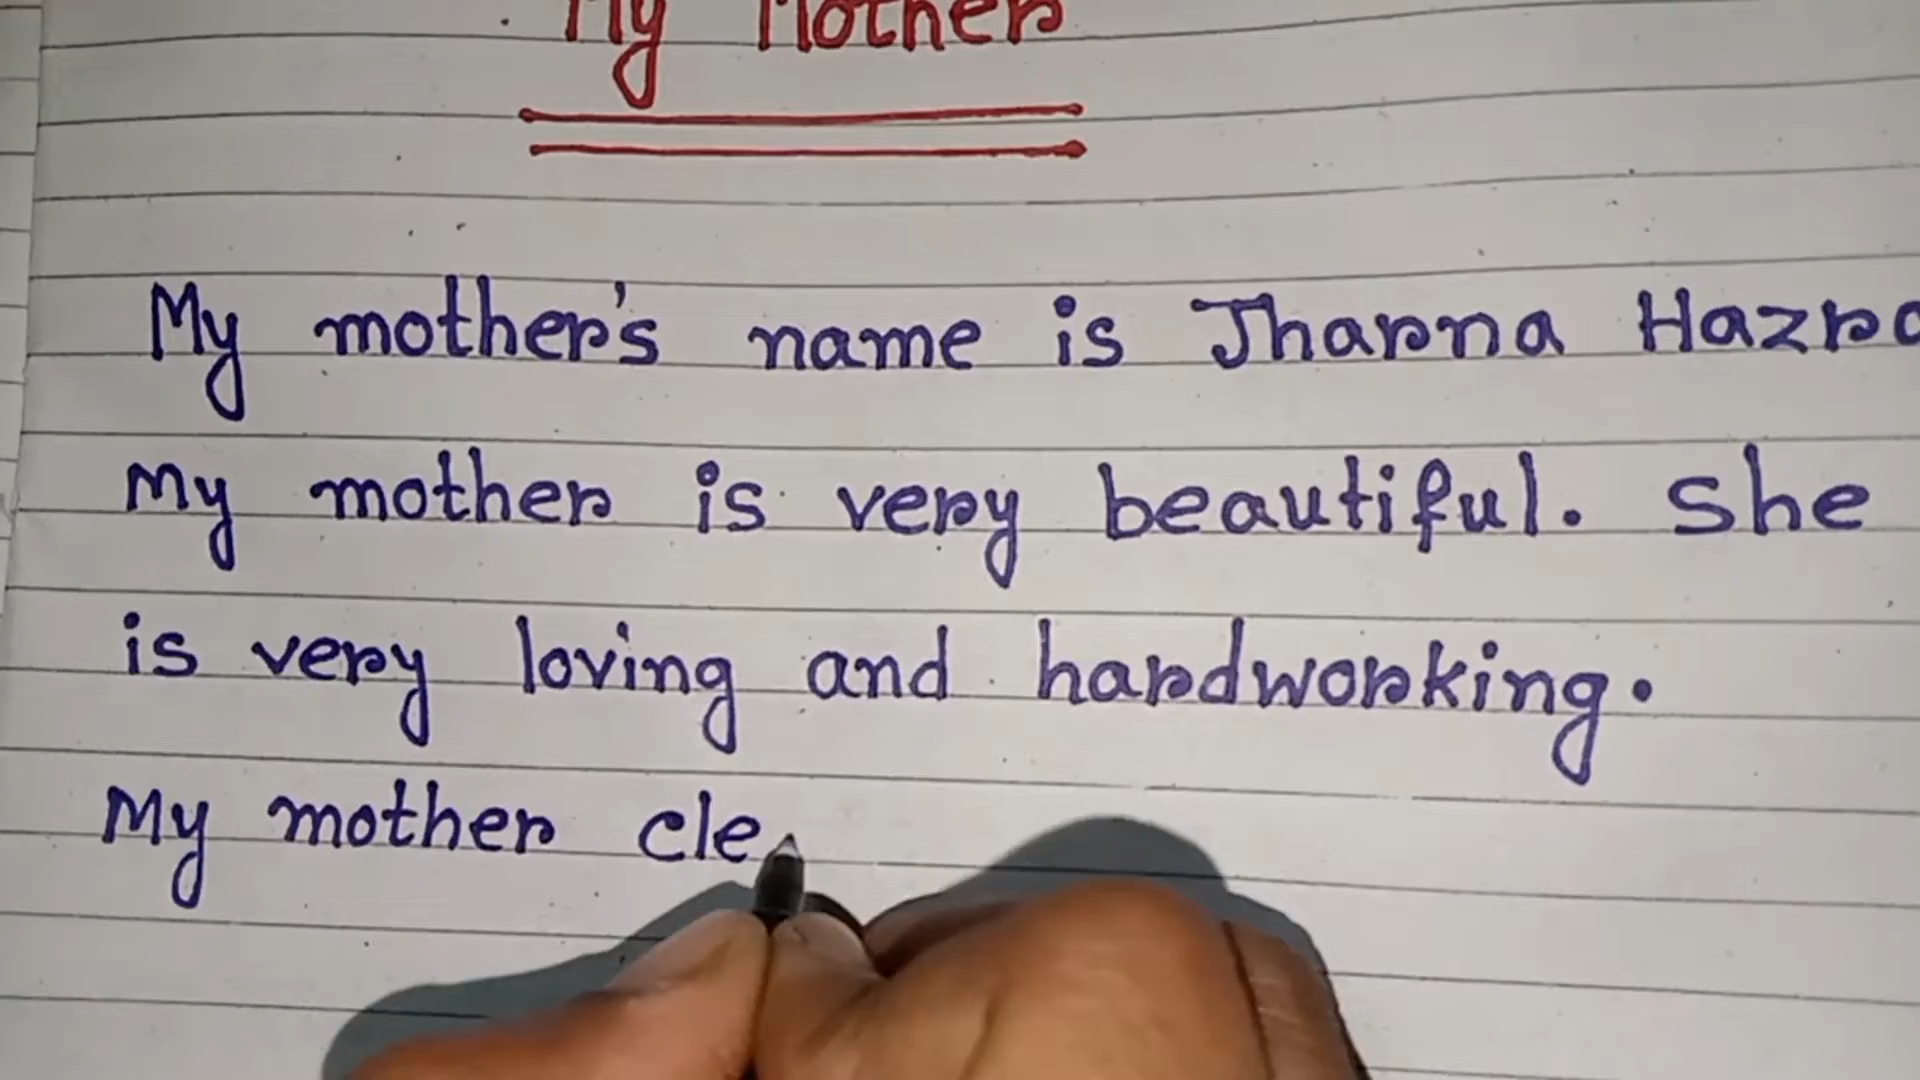 My Mother
My mother's name is Jharna Hazra
My mother is very beautiful. She
is very loving and hardworking.
My mother cle